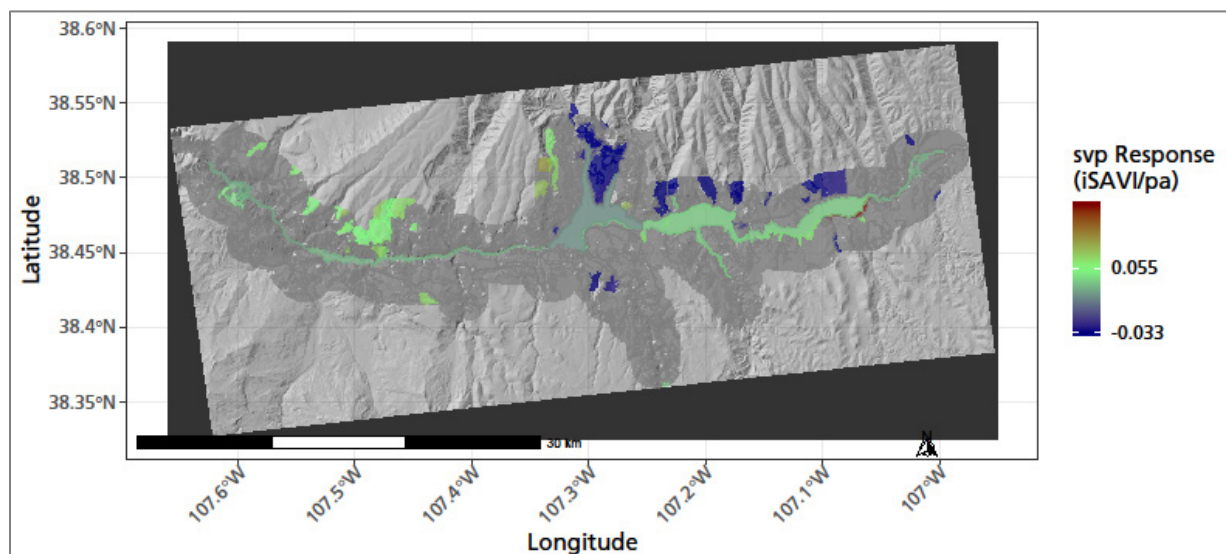 38.6°N
38.55°N
38.5°N
38.45°N
38.4°N
38.35°N
Latitude
30 km
N
107.6°W
107.5°W
107.4°W
107.3°W
107.2°W
107.1°W
107°W
Longitude
svp Response
(iSAVI/pa)
0.055
-0.033